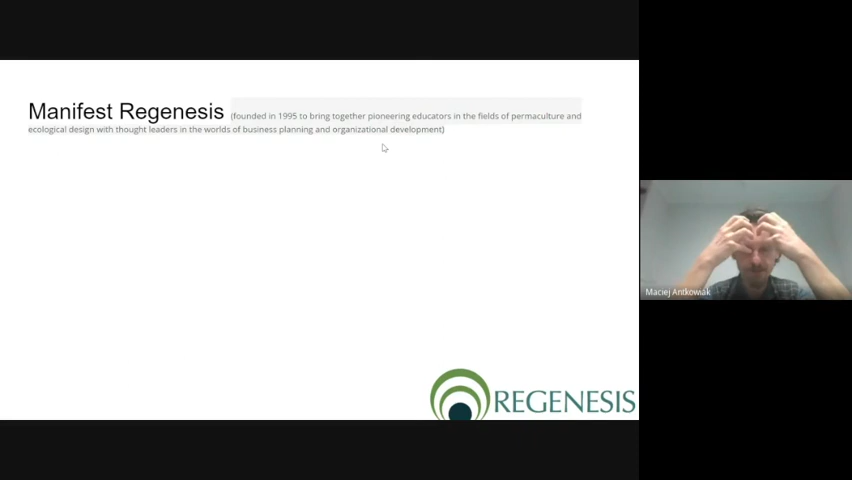 Manifest Regenesis (founded in 1995 to bring together pioneering educators in the fields of permaculture and
ecological design with thought leaders in the worlds of business planning and organizational development)
Maciej Antkowiak
REGENESIS